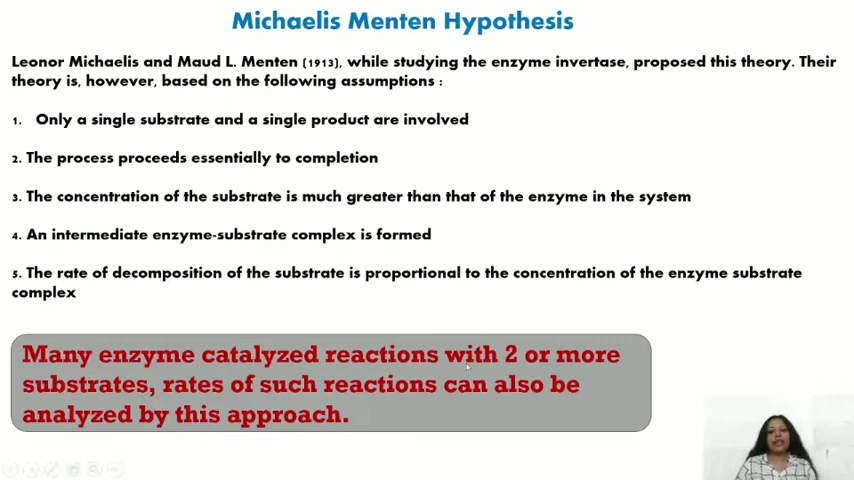 Michaelis Menten Hypothesis
Leonor Michaelis and Maud L. Menten (1913), while studying the enzyme invertase, proposed this theory. Their
theory is, however, based on the following assumptions :
1. Only a single substrate and a single product are involved
2. The process proceeds essentially to completion
3. The concentration of the substrate is much greater than that of the enzyme in the system
4. An intermediate enzyme-substrate complex is formed
5. The rate of decomposition of the substrate is proportional to the concentration of the enzyme substrate
complex
Many enzyme catalyzed reactions with 2 or more
substrates, rates of such reactions can also be
analyzed by this approach.